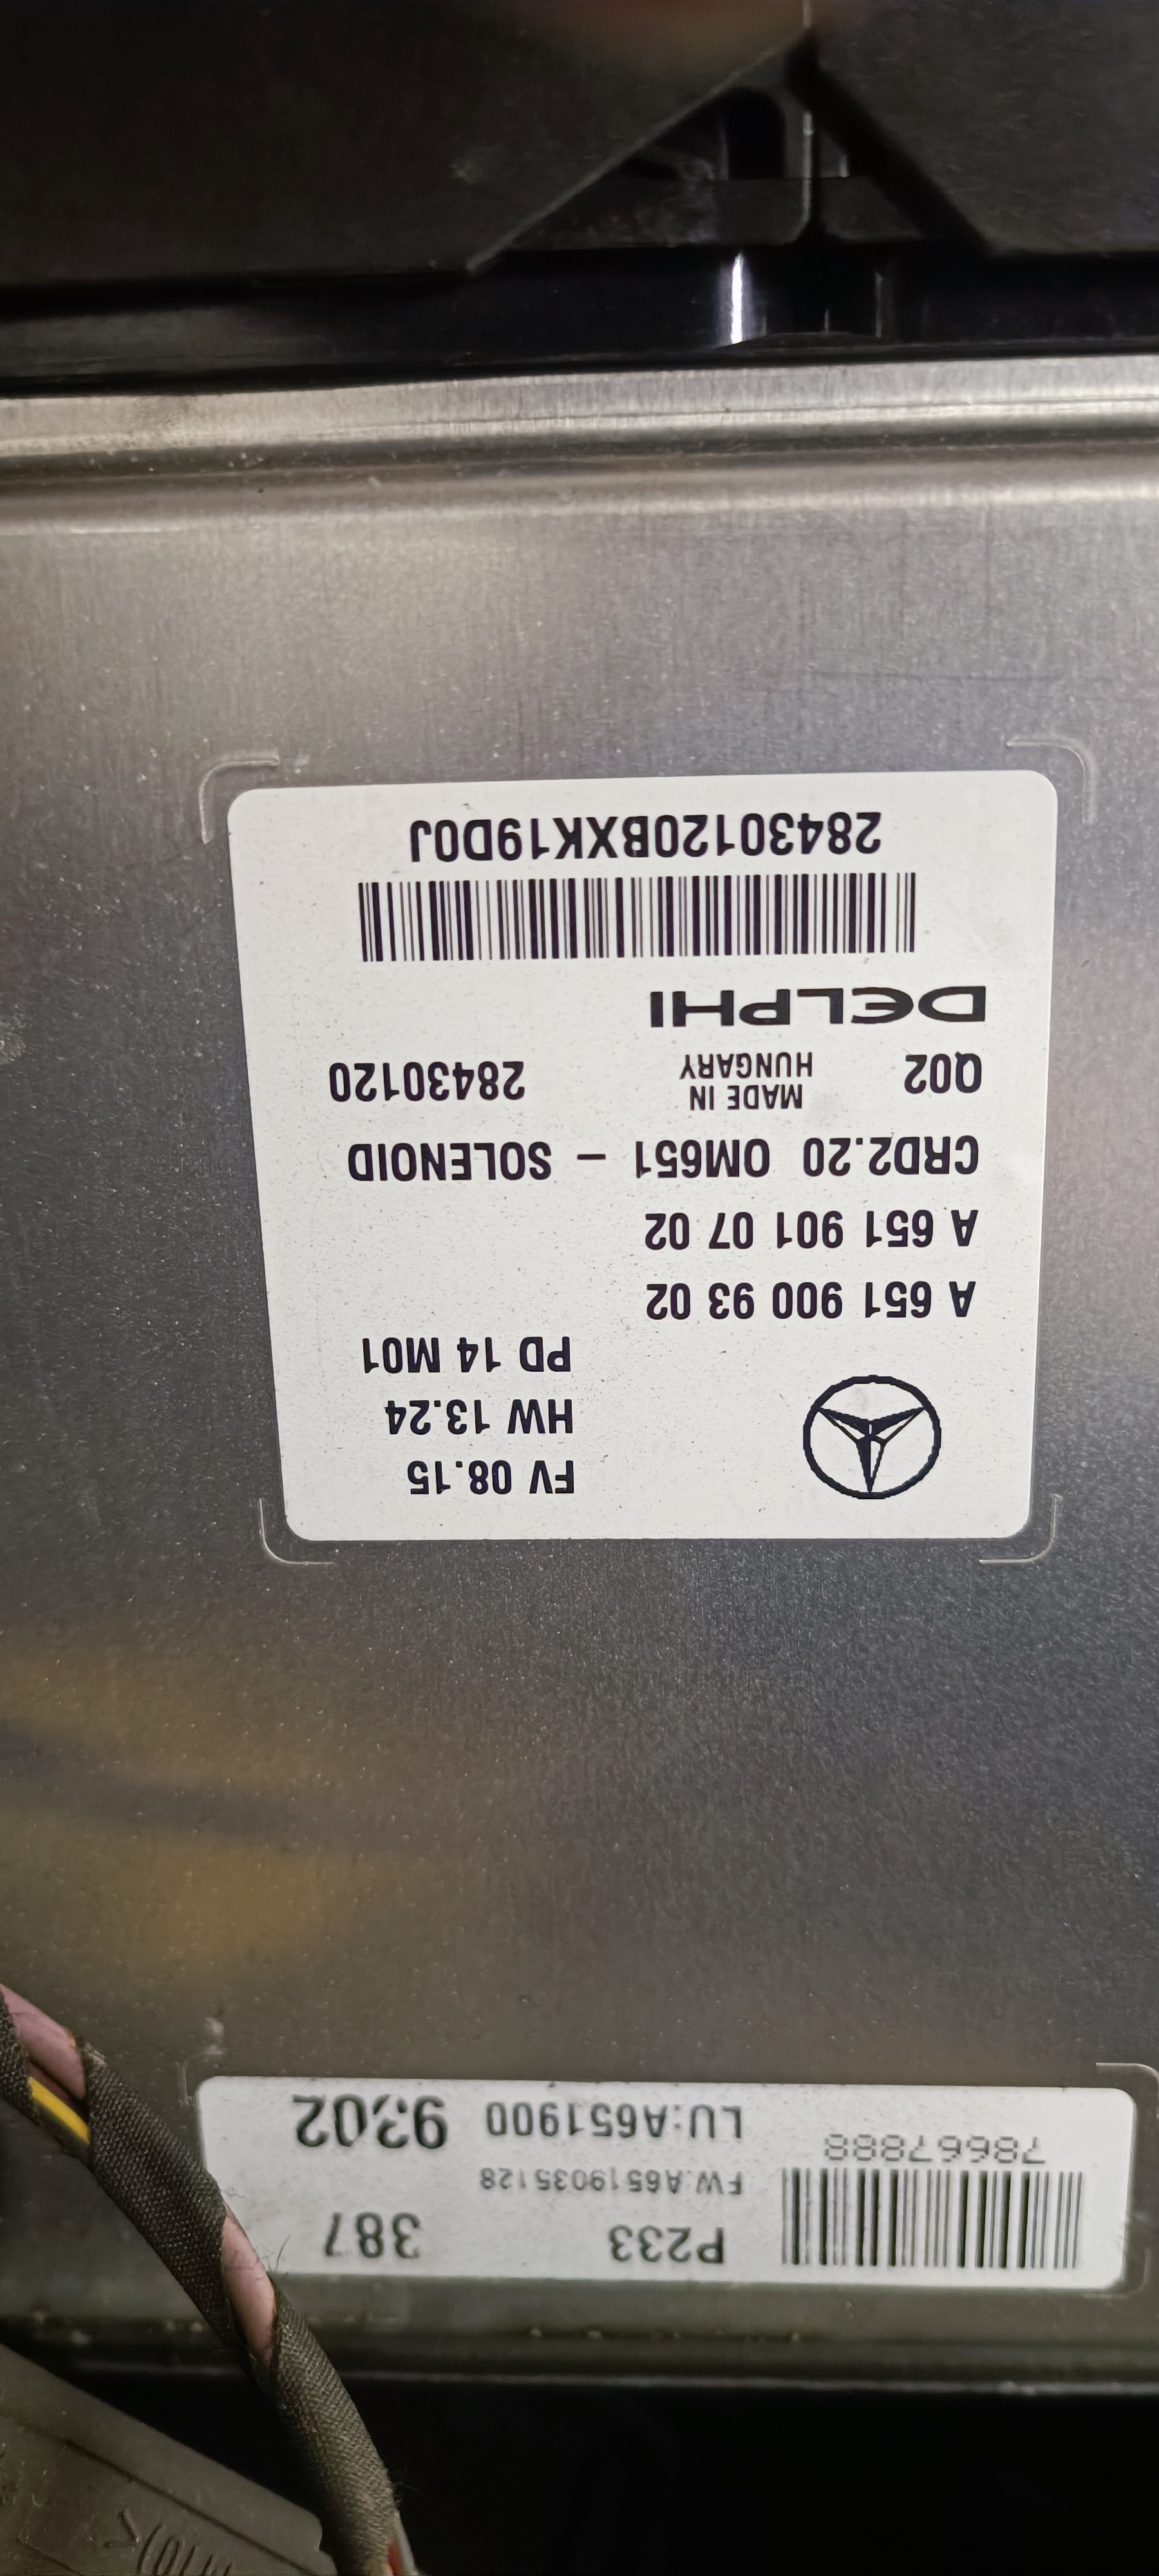 FV 08.15
HW 13.24
PD 14 M01
A 651 900 93 02
A 651 901 07 02
CRD2.20 OM651 – SOLENOID
Q02 MADE IN HUNGARY 28430120
DELPHI
28430120BXK19D0J
P233 387
FW:A6519035128
78667888 LU:A651900 9302